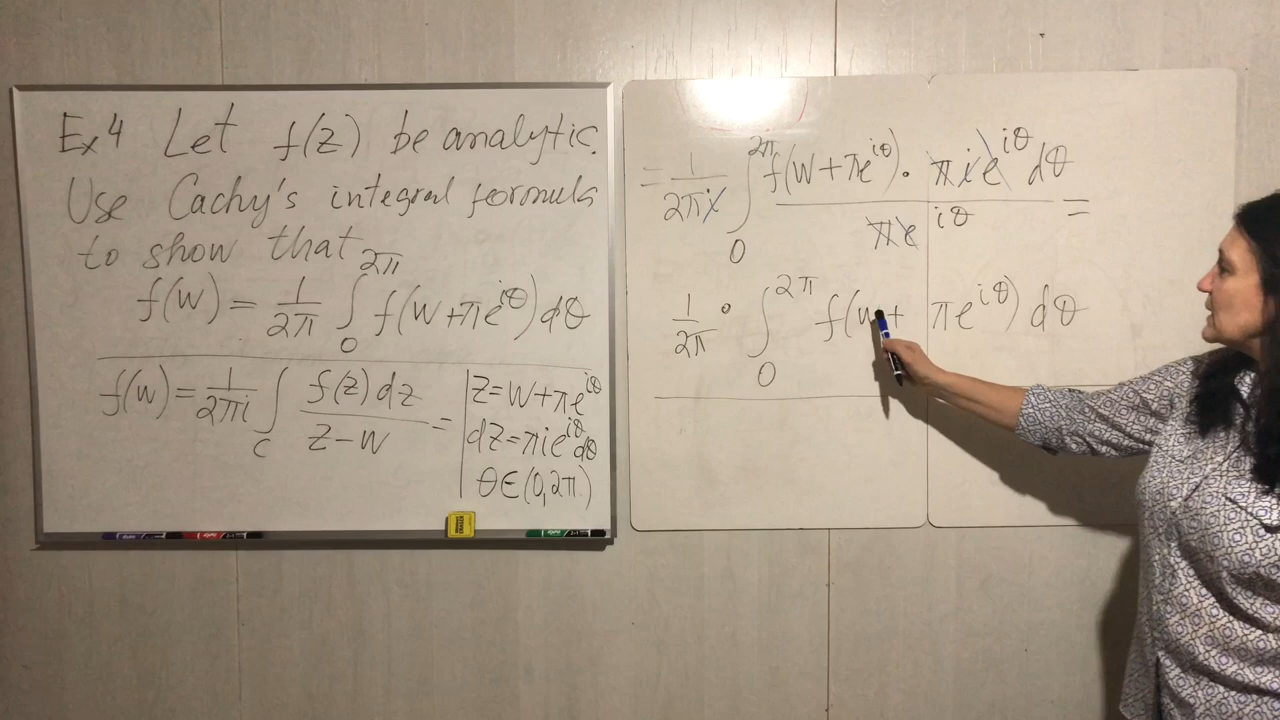 Ex4 Let f(z) be analytic.
Use Cachy's integral formula
to show that
f(w) = 1/2π ∫₀^2π f(w+πe^iθ) dθ
f(w) = 1/2πi ∫_C f(z) dz / z−w =
z = w+πe^iθ
dz = πie^iθ dθ
θ∈(0,2π)
= 1/2πi ∫₀^2π f(w+πe^iθ)· πie^iθ dθ / πe^iθ =
1/2π · ∫₀^2π f(w+ πe^iθ) dθ